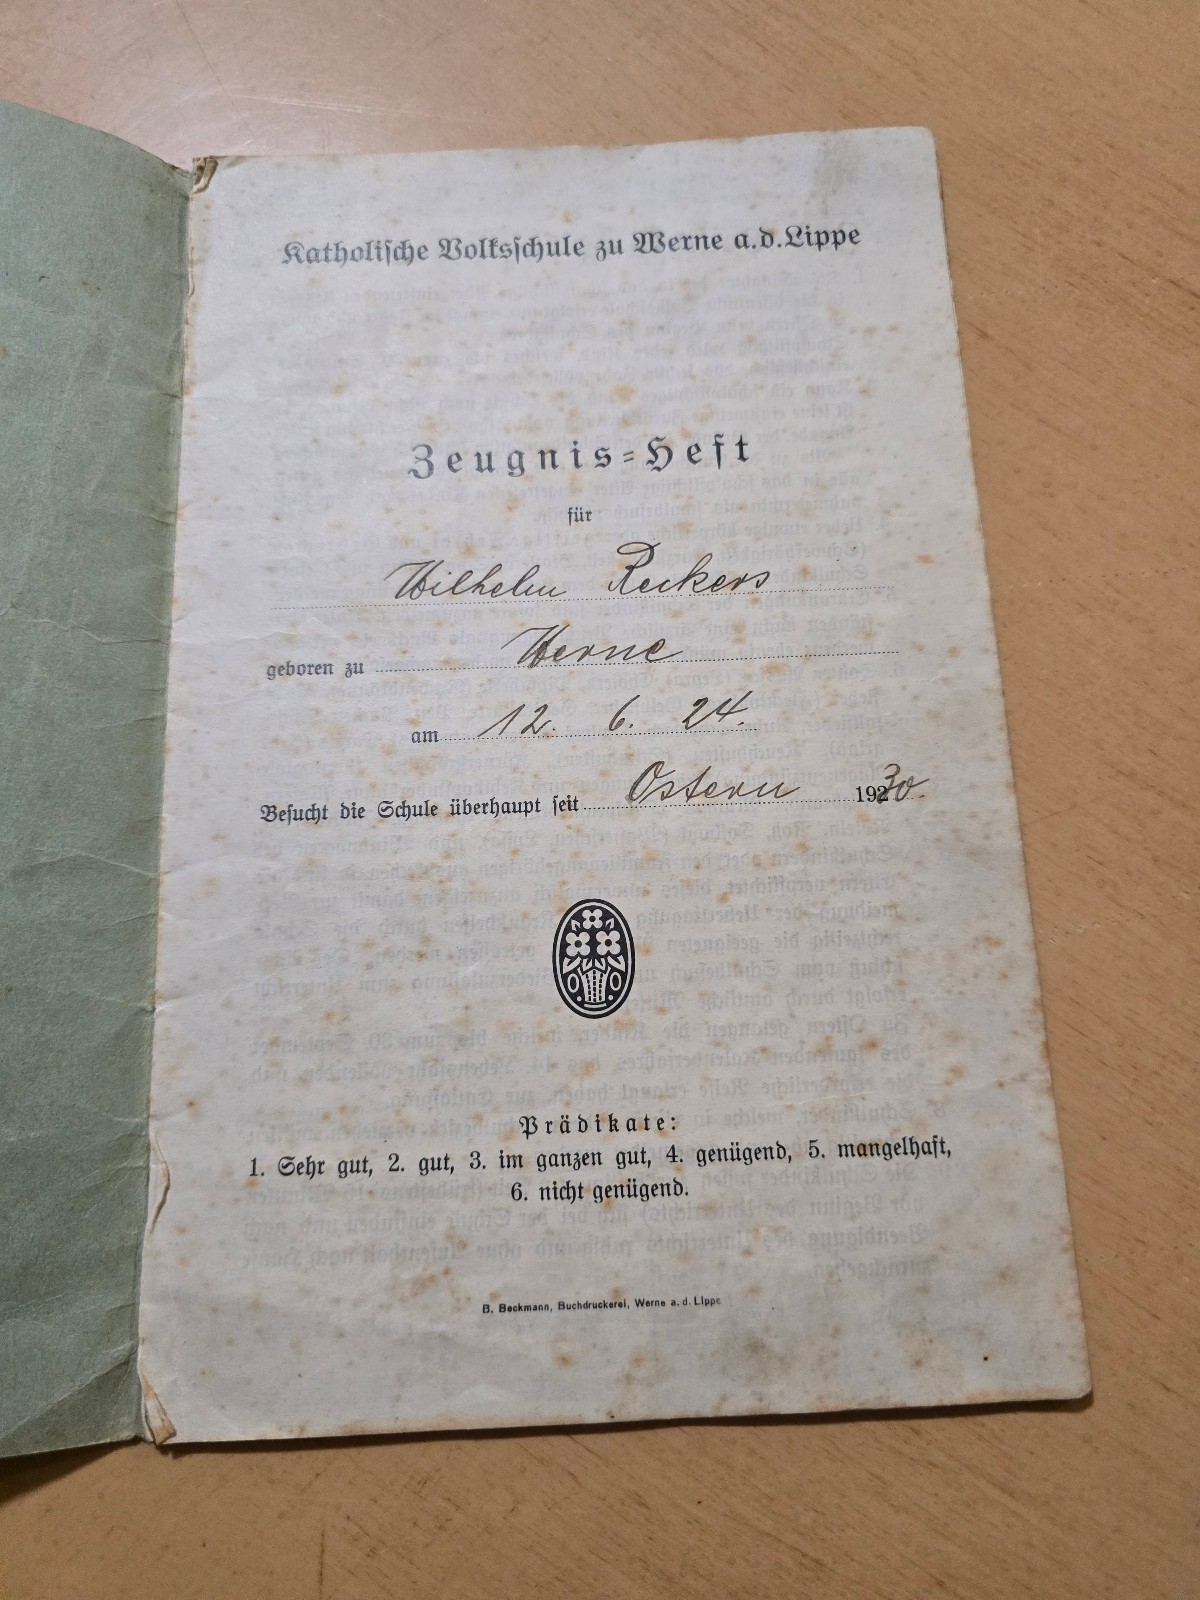 Katholische Volksschule zu Werne a.d.Lippe
Zeugnis=Heft
für
Wilhelm Reckers
geboren zu Werne
am 12. 6. 24.
Besucht die Schule überhaupt seit Ostern 19230.
Prädikate:
1. Sehr gut, 2. gut, 3. im ganzen gut, 4. genügend, 5. mangelhaft,
6. nicht genügend.
B. Beckmann, Buchdruckerei, Werne a. d. Lippe